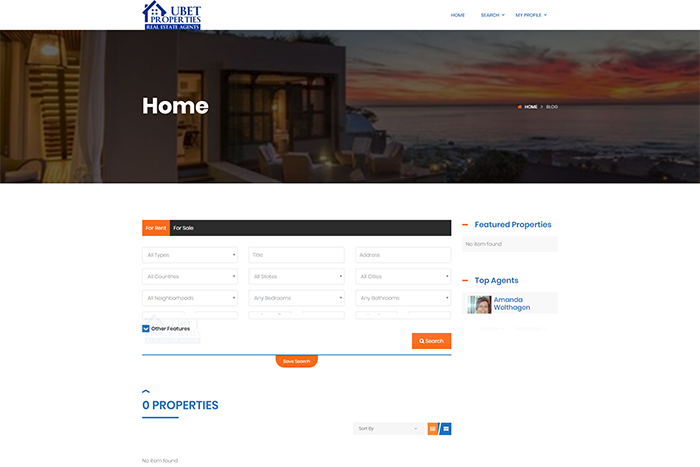 UBET
PROPERTIES
REAL ESTATE AGENTS
HOME SEARCH MY PROFILE
Home
HOME > BLOG
For Rent For Sale
All Types Title Address
All Countries All States All Cities
All Neighborhoods Any Bedrooms Any Bathrooms
Other Features
Search
Save Search
0 PROPERTIES
Sort By
No item found
Featured Properties
No item found
Top Agents
Amanda
Walthagen